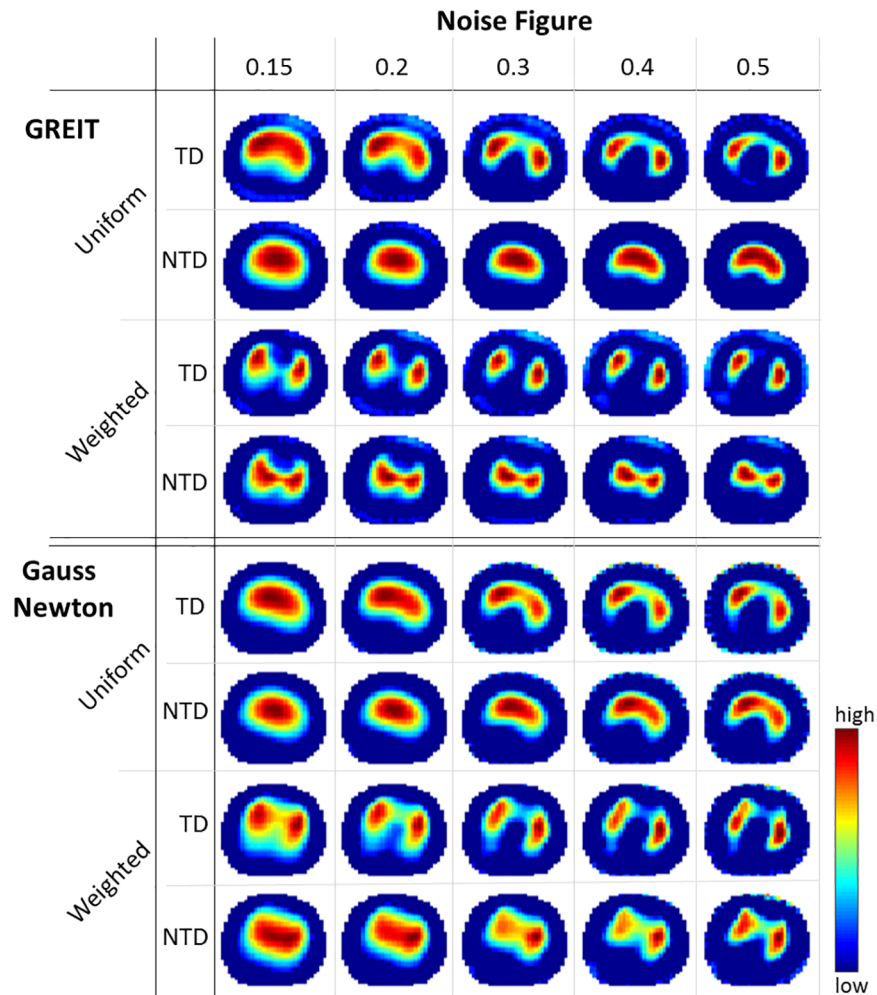 Noise Figure
0.15 0.2 0.3 0.4 0.5
GREIT
Uniform
TD
NTD
Weighted
TD
NTD
Gauss
Newton
Uniform
TD
NTD
Weighted
TD
NTD
high
low